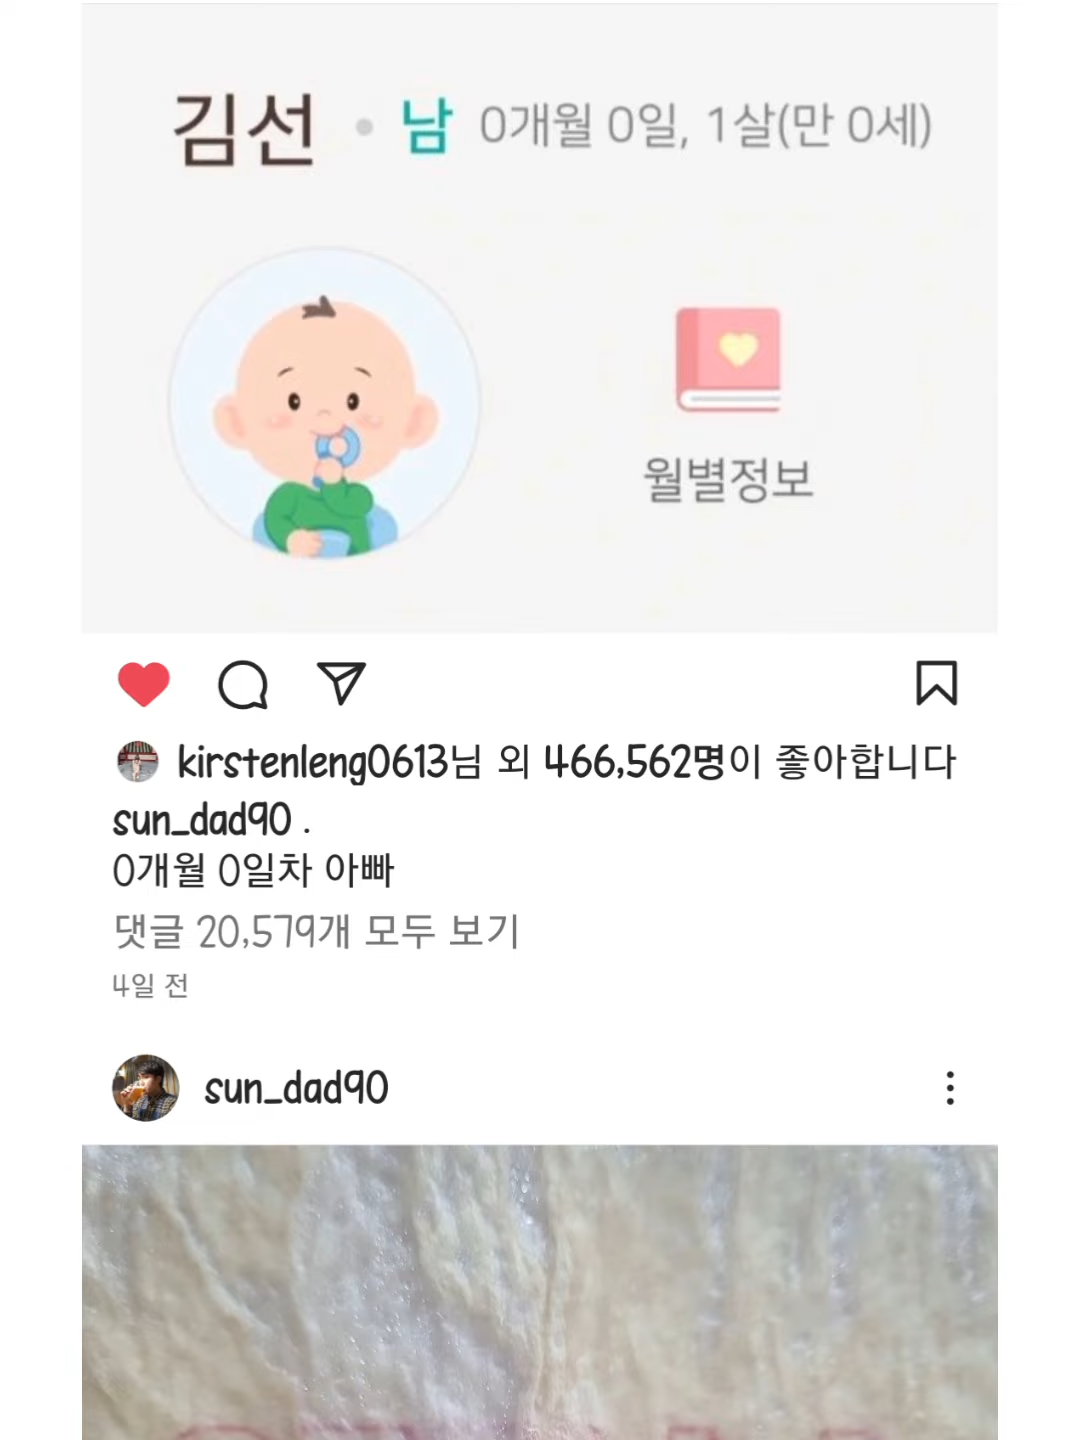 김선 • 남 0개월 0일, 1살(만 0세)
월별정보
kirstenleng0613님 외 466,562명이 좋아합니다
sun_dad90 .
0개월 0일차 아빠
댓글 20,579개 모두 보기
4일 전
sun_dad90